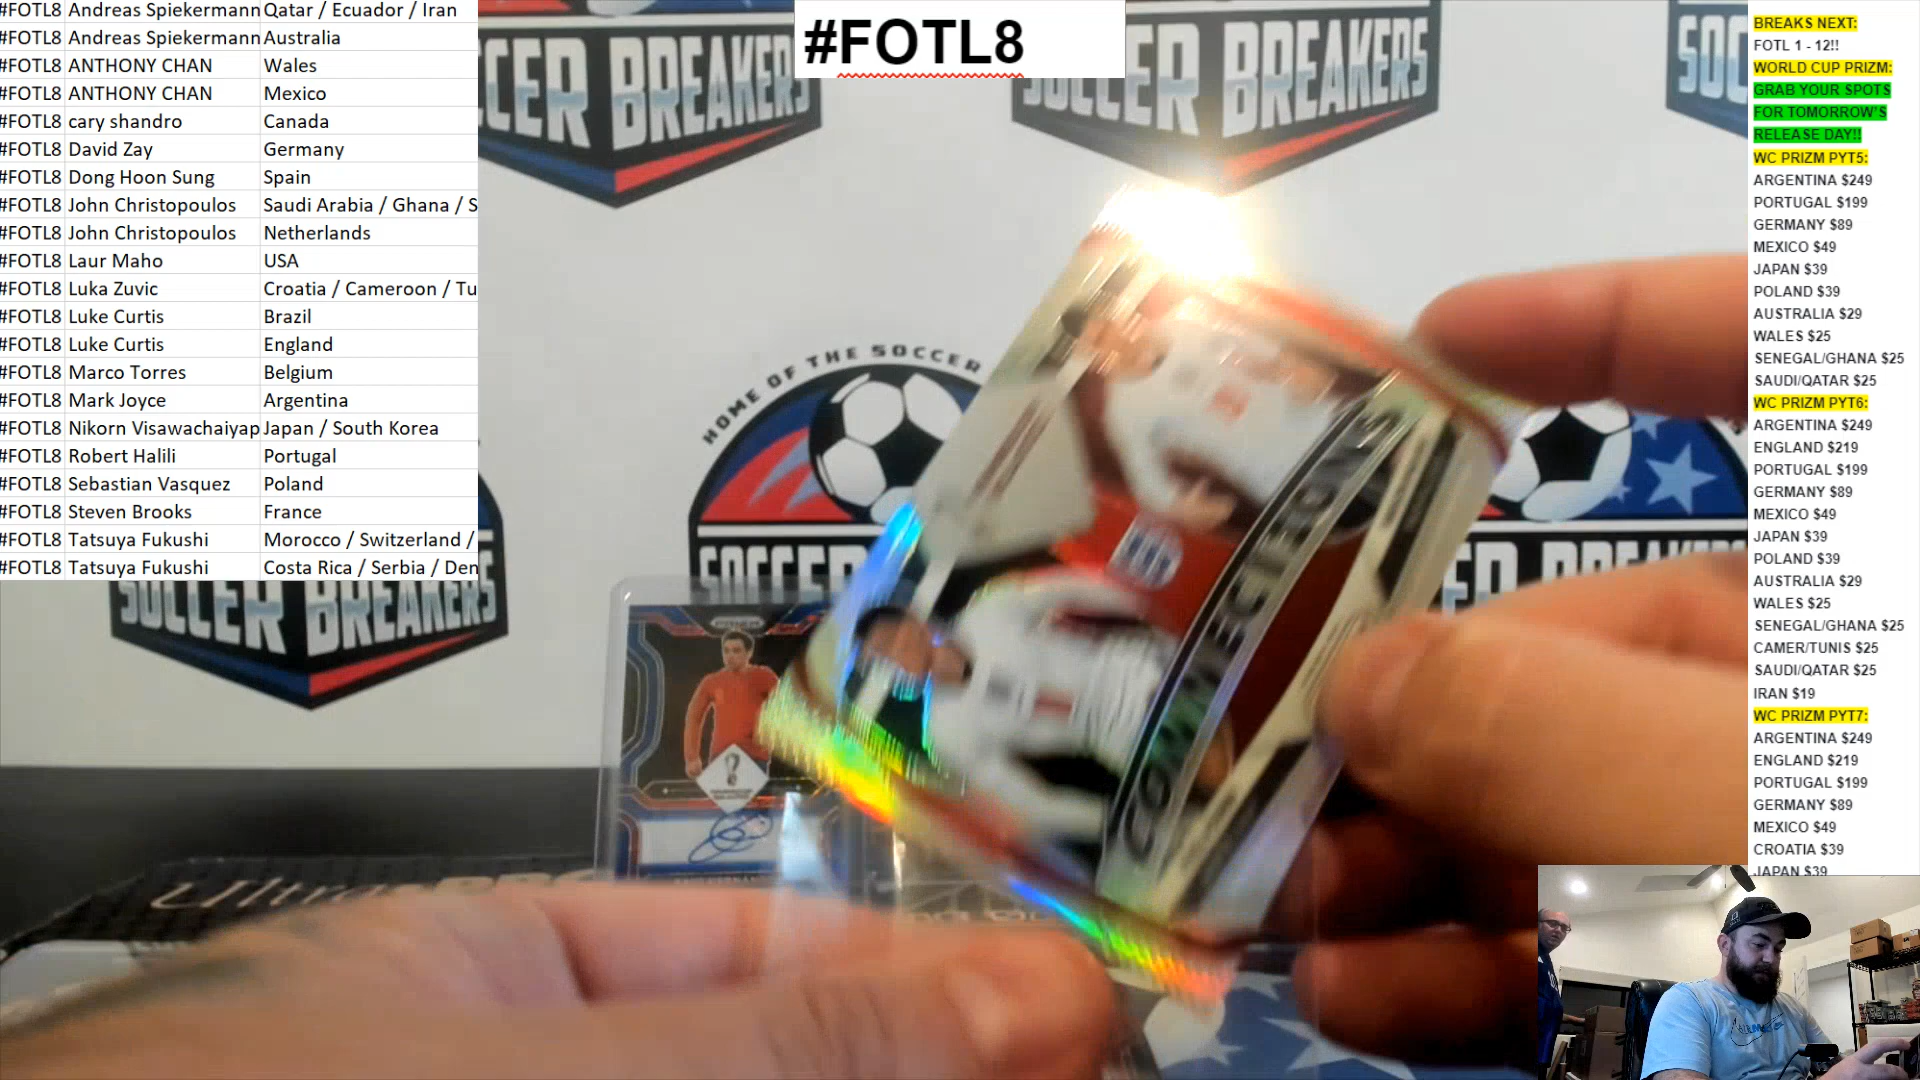 #FOTL8 Andreas Spiekermann Qatar / Ecuador / Iran
#FOTL8 Andreas Spiekermann Australia
#FOTL8 ANTHONY CHAN Wales
#FOTL8 ANTHONY CHAN Mexico
#FOTL8 cary shandro Canada
#FOTL8 David Zay Germany
#FOTL8 Dong Hoon Sung Spain
#FOTL8 John Christopoulos Saudi Arabia / Ghana / S
#FOTL8 John Christopoulos Netherlands
#FOTL8 Laur Maho USA
#FOTL8 Luka Zuvic Croatia / Cameroon / Tu
#FOTL8 Luke Curtis Brazil
#FOTL8 Luke Curtis England
#FOTL8 Marco Torres Belgium
#FOTL8 Mark Joyce Argentina
#FOTL8 Nikorn Visawachaiyap Japan / South Korea
#FOTL8 Robert Halili Portugal
#FOTL8 Sebastian Vasquez Poland
#FOTL8 Steven Brooks France
#FOTL8 Tatsuya Fukushi Morocco / Switzerland /
#FOTL8 Tatsuya Fukushi Costa Rica / Serbia / Den
#FOTL8
CCER BREAKERS
SOCCER BREAKERS
SOC
HOME OF THE SOCCER
SOCCER
SOCCER BREAKERS
PRIZM
Ultra
BREAKS NEXT:
FOTL 1 - 12!!
WORLD CUP PRIZM:
GRAB YOUR SPOTS
FOR TOMORROW'S
RELEASE DAY!!
WC PRIZM PYT5:
ARGENTINA $249
PORTUGAL $199
GERMANY $89
MEXICO $49
JAPAN $39
POLAND $39
AUSTRALIA $29
WALES $25
SENEGAL/GHANA $25
SAUDI/QATAR $25
WC PRIZM PYT6:
ARGENTINA $249
ENGLAND $219
PORTUGAL $199
GERMANY $89
MEXICO $49
JAPAN $39
POLAND $39
AUSTRALIA $29
WALES $25
SENEGAL/GHANA $25
CAMER/TUNIS $25
SAUDI/QATAR $25
IRAN $19
WC PRIZM PYT7:
ARGENTINA $249
ENGLAND $219
PORTUGAL $199
GERMANY $89
MEXICO $49
CROATIA $39
JAPAN $39